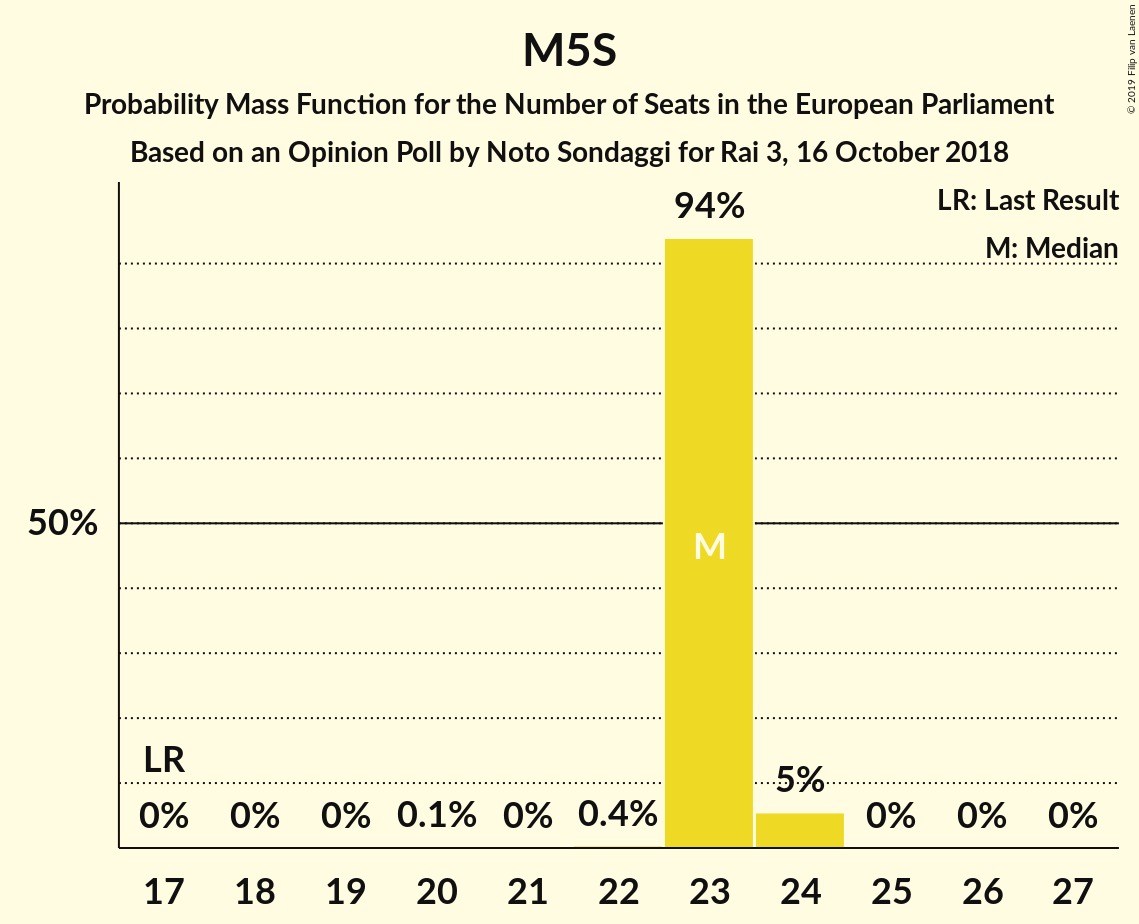 M5S
Probability Mass Function for the Number of Seats in the European Parliament
Based on an Opinion Poll by Noto Sondaggi for Rai 3, 16 October 2018
© 2019 Filip van Laenen
LR: Last Result
M: Median
94%
50%
M
LR
5%
0% 0% 0% 0.1% 0% 0.4% 0% 0% 0%
17 18 19 20 21 22 23 24 25 26 27